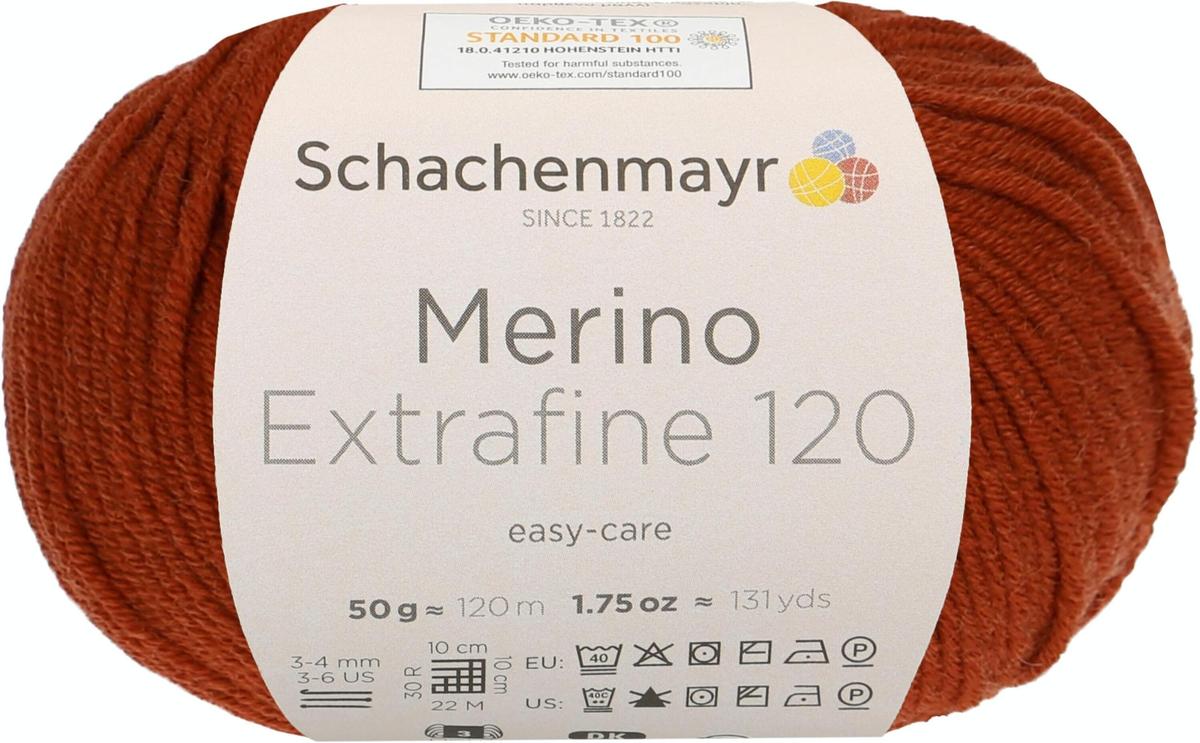 OEKO-TEX®
CONFIDENCE IN TEXTILES
STANDARD 100
18.0.41210 HOHENSTEIN HTTI
Tested for harmful substances.
www.oeko-tex.com/standard100
Schachenmayr
SINCE 1822
Merino
Extrafine 120
easy-care
50 g ≈ 120 m 1.75 oz ≈ 131 yds
3-4 mm
3-6 US
10 cm
30 R
10 cm
22 M
EU: 40 P
US: 40C P
3
DK